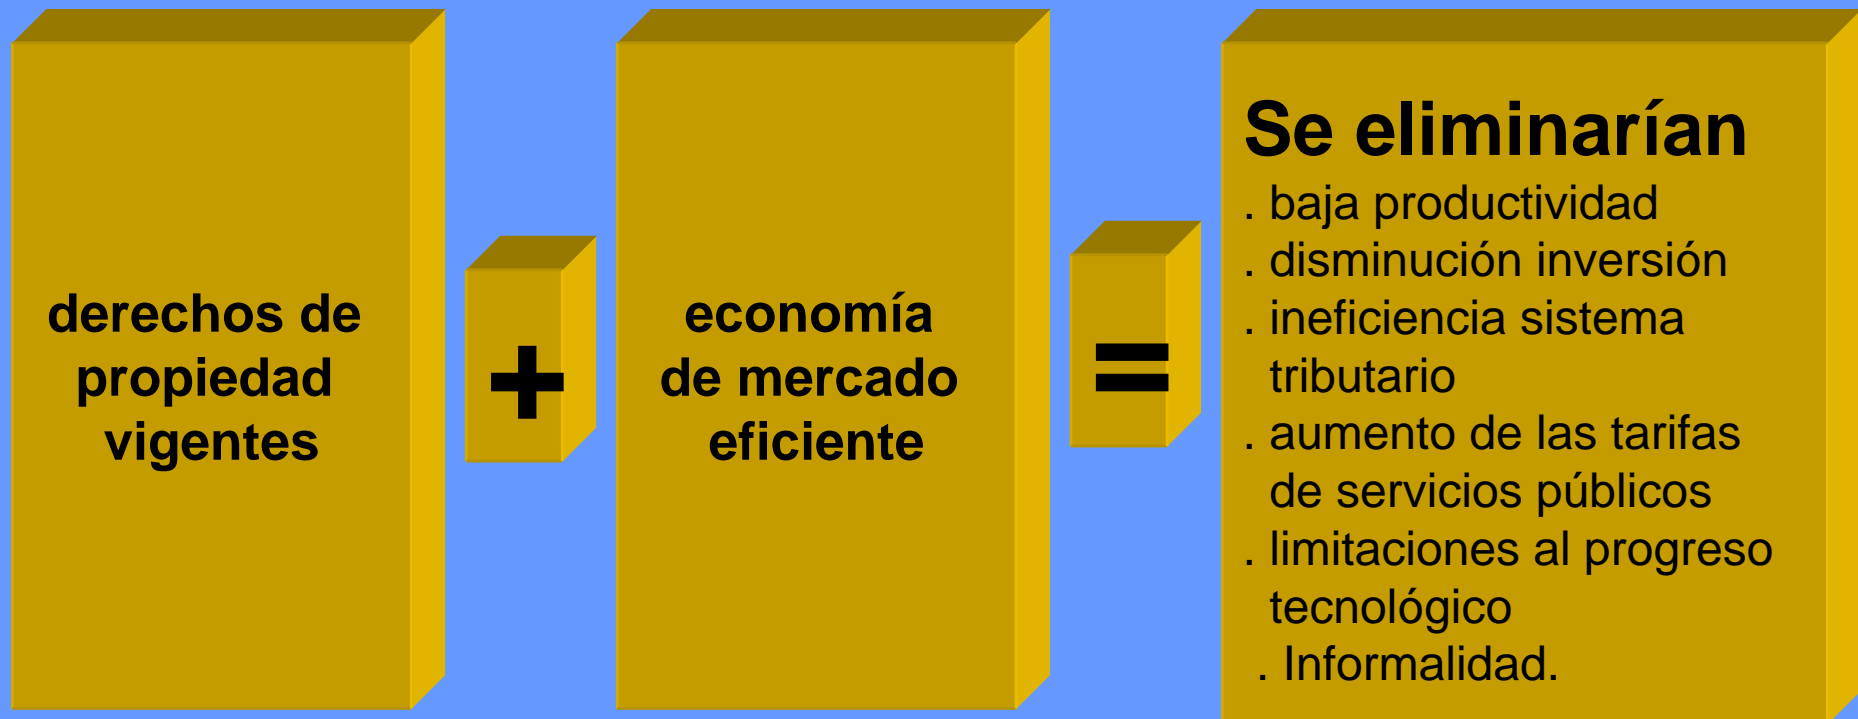 derechos de
propiedad
vigentes
+
economía
de mercado
eficiente
=
Se eliminarían
. baja productividad
. disminución inversión
. ineficiencia sistema
tributario
. aumento de las tarifas
de servicios públicos
. limitaciones al progreso
tecnológico
. Informalidad.